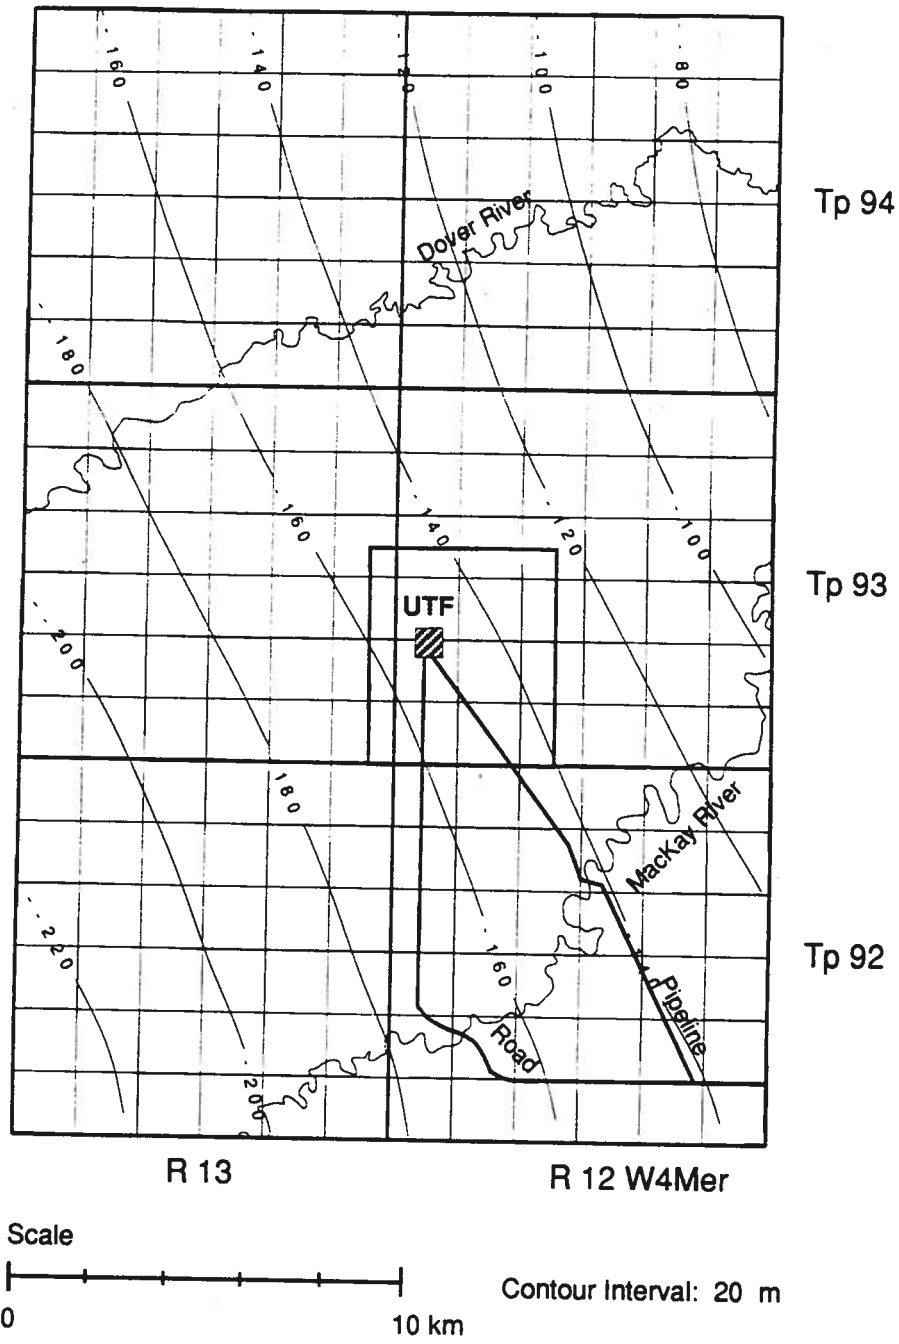 - 160
- 140
- 120
- 100
- 80
Tp 94
Dover River
- 180
- 160
- 140
- 120
- 100
Tp 93
UTF
- 200
- 180
MacKay River
- 220
- 160
- 140
Tp 92
Pipeline
Road
- 200
R 13
R 12 W4Mer
Scale
0
10 km
Contour Interval: 20 m